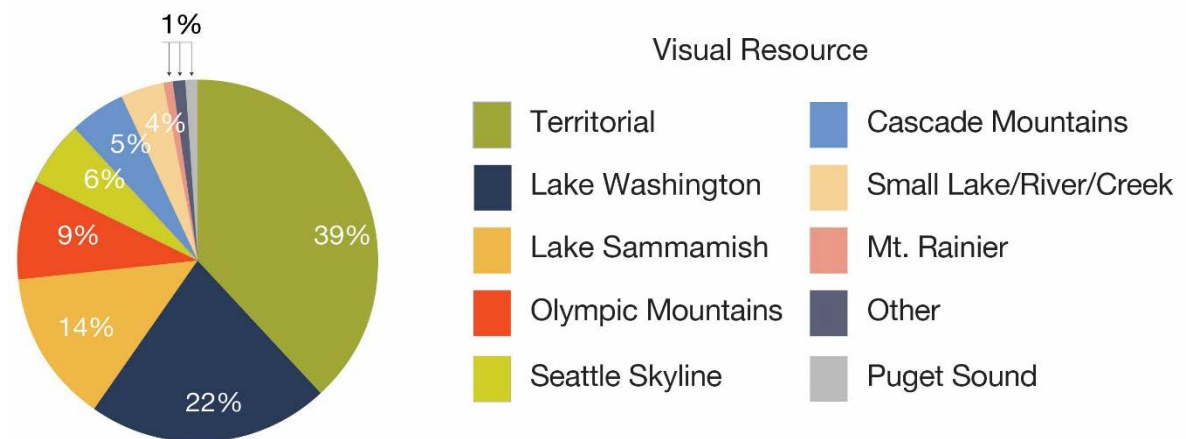 1%
Visual Resource
4%
5%
6%
9%
14%
22%
39%
Territorial
Lake Washington
Lake Sammamish
Olympic Mountains
Seattle Skyline
Cascade Mountains
Small Lake/River/Creek
Mt. Rainier
Other
Puget Sound